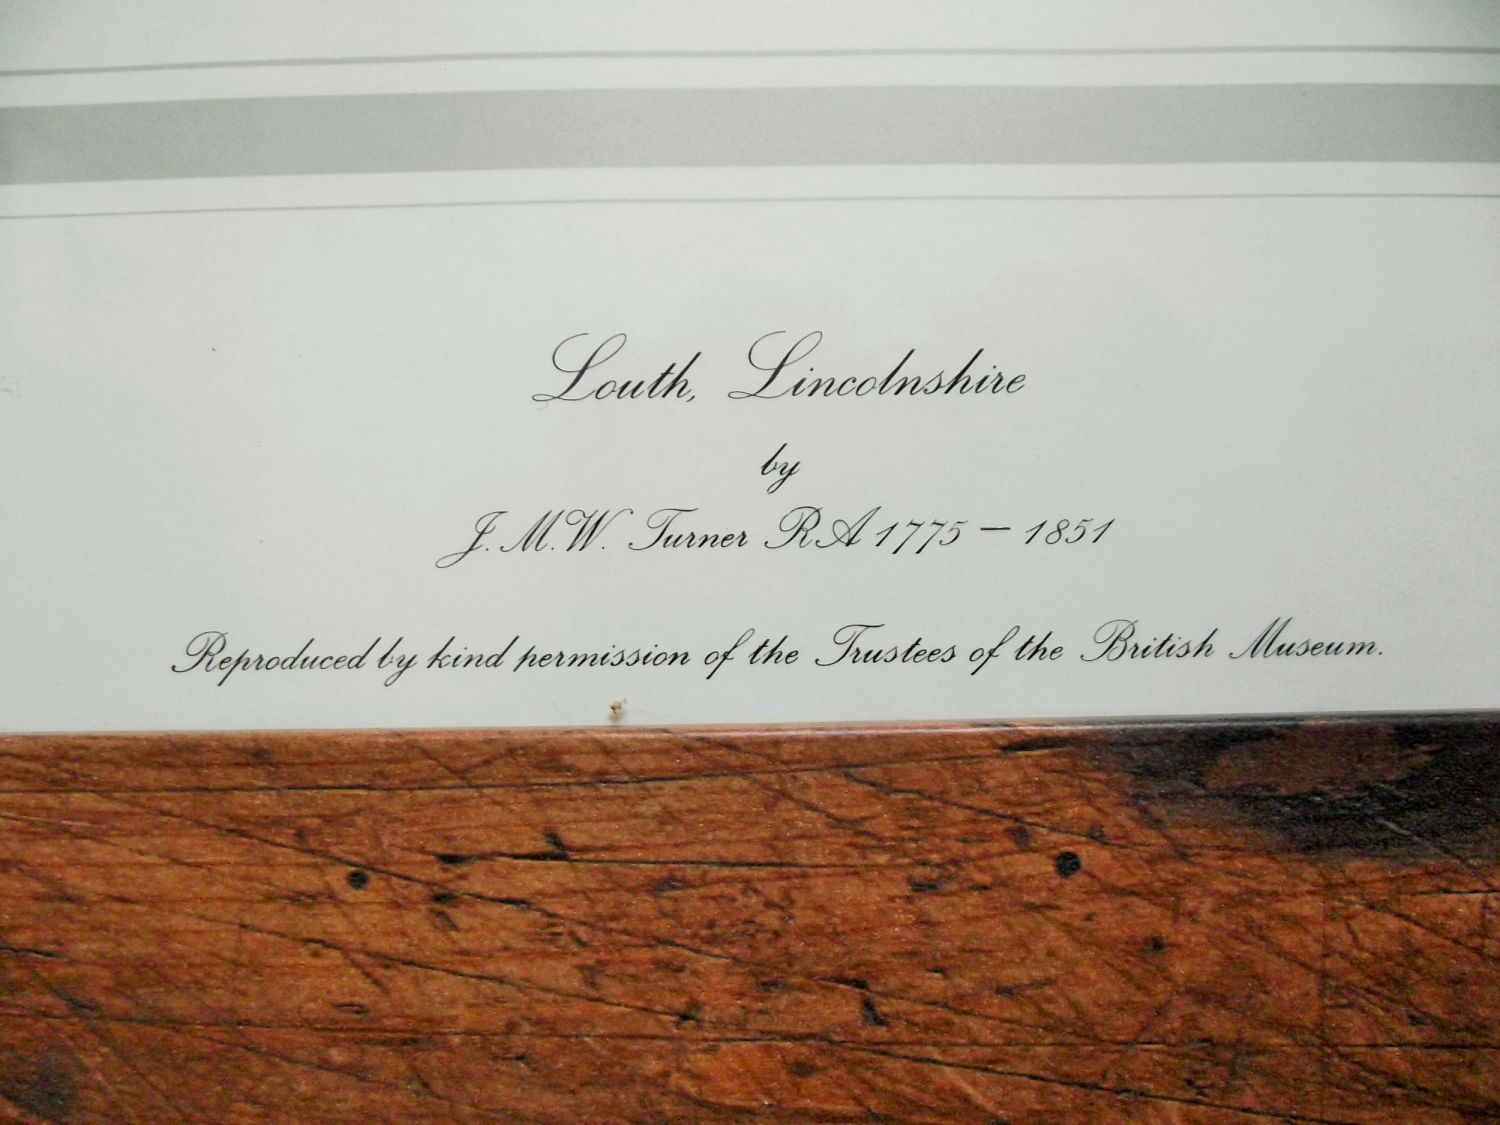 Louth, Lincolnshire
by
J. M.W. Turner RA 1775 – 1851
Reproduced by kind permission of the Trustees of the British Museum.